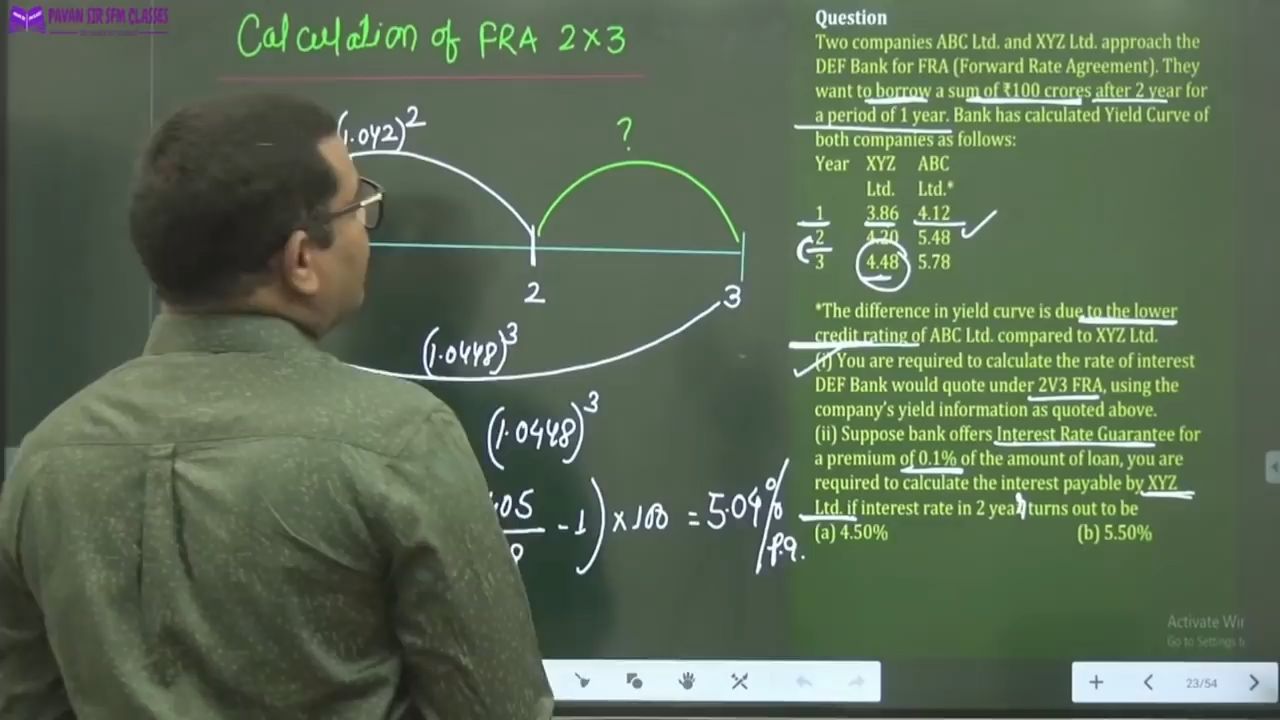 PAVAN SIR SFM CLASSES
Calculation of FRA 2x3
(1.042)²
?
2
3
(1.0448)³
(1.0448)³
.05
-1) x 100 = 5.04%
p.a.
Question
Two companies ABC Ltd. and XYZ Ltd. approach the
DEF Bank for FRA (Forward Rate Agreement). They
want to borrow a sum of ₹100 crores after 2 year for
a period of 1 year. Bank has calculated Yield Curve of
both companies as follows:
Year XYZ ABC
Ltd. Ltd.*
1 3.86 4.12
2 4.20 5.48
3 4.48 5.78
*The difference in yield curve is due to the lower
credit rating of ABC Ltd. compared to XYZ Ltd.
(i) You are required to calculate the rate of interest
DEF Bank would quote under 2V3 FRA, using the
company's yield information as quoted above.
(ii) Suppose bank offers Interest Rate Guarantee for
a premium of 0.1% of the amount of loan, you are
required to calculate the interest payable by XYZ
Ltd. if interest rate in 2 year turns out to be
(a) 4.50% (b) 5.50%
Activate Wi
Go to Settings t
23/54